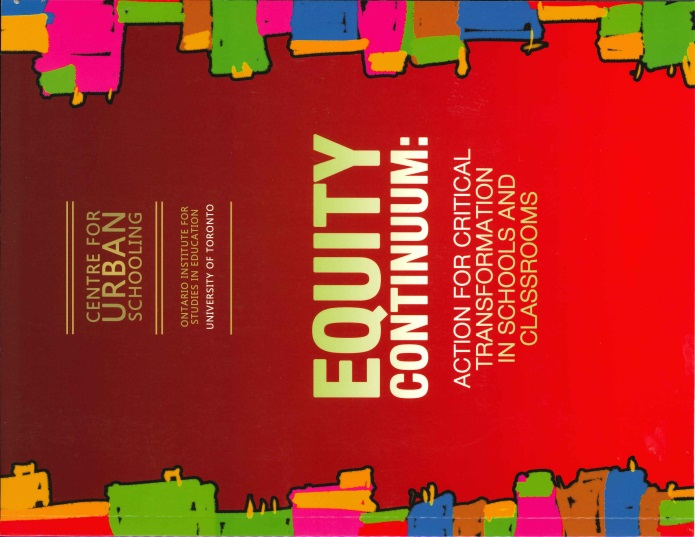 CENTRE FOR
URBAN
SCHOOLING
ONTARIO INSTITUTE FOR
STUDIES IN EDUCATION
UNIVERSITY OF TORONTO
EQUITY
CONTINUUM:
ACTION FOR CRITICAL
TRANSFORMATION
IN SCHOOLS AND
CLASSROOMS